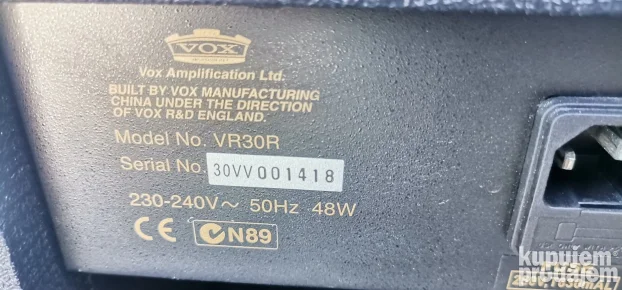 VOX
Vox Amplification Ltd.
BUILT BY VOX MANUFACTURING
CHINA UNDER THE DIRECTION
OF VOX R&D ENGLAND.
Model No. VR30R
Serial No. 30VV001418
230-240V~ 50Hz 48W
CE N89
kupujem
prodajem